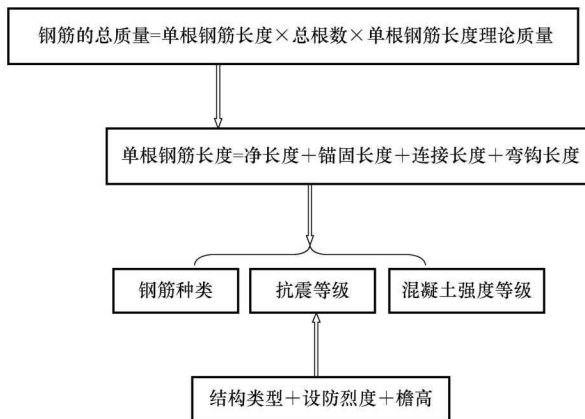 钢筋的总质量=单根钢筋长度×总根数×单根钢筋长度理论质量
单根钢筋长度=净长度+锚固长度+连接长度+弯钩长度
钢筋种类
抗震等级
混凝土强度等级
结构类型+设防烈度+檐高